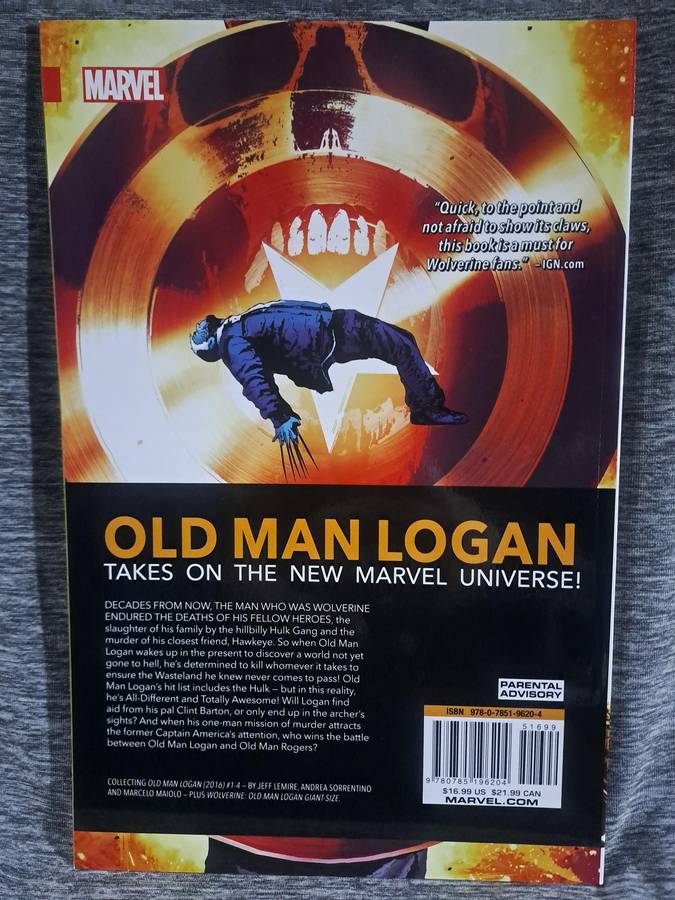 MARVEL
"Quick, to the point and
not afraid to show its claws,
this book is a must for
Wolverine fans." – IGN.com
OLD MAN LOGAN
TAKES ON THE NEW MARVEL UNIVERSE!
DECADES FROM NOW, THE MAN WHO WAS WOLVERINE
ENDURED THE DEATHS OF HIS FELLOW HEROES, the
slaughter of his family by the hillbilly Hulk Gang and the
murder of his closest friend, Hawkeye. So when Old Man
Logan wakes up in the present to discover a world not yet
gone to hell, he's determined to kill whomever it takes to
ensure the Wasteland he knew never comes to pass! Old
Man Logan's hit list includes the Hulk – but in this reality,
he's All-Different and Totally Awesome! Will Logan find
aid from his pal Clint Barton, or only end up in the archer's
sights? And when his one-man mission of murder attracts
the former Captain America's attention, who wins the battle
between Old Man Logan and Old Man Rogers?
COLLECTING OLD MAN LOGAN (2016) #1-4 – BY JEFF LEMIRE, ANDREA SORRENTINO
AND MARCELO MAIOLO – PLUS WOLVERINE: OLD MAN LOGAN GIANT-SIZE.
PARENTAL
ADVISORY
ISBN 978-0-7851-9620-4
51699
9 780785 196204
$16.99 US $21.99 CAN
MARVEL.COM